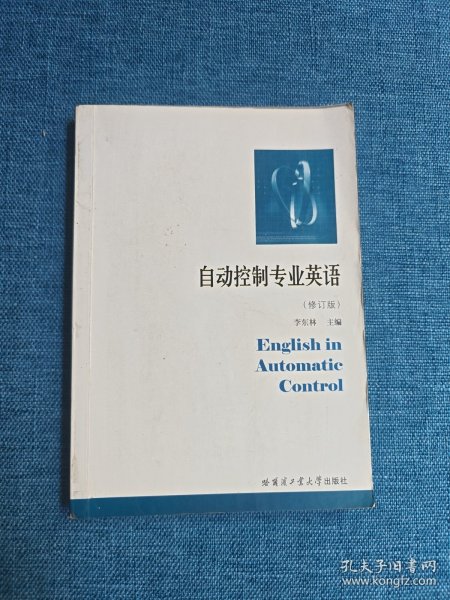 自动控制专业英语
(修订版)
李东林 主编
English in
Automatic
Control
哈尔滨工业大学出版社
孔夫子旧书网
www.kongfz.com